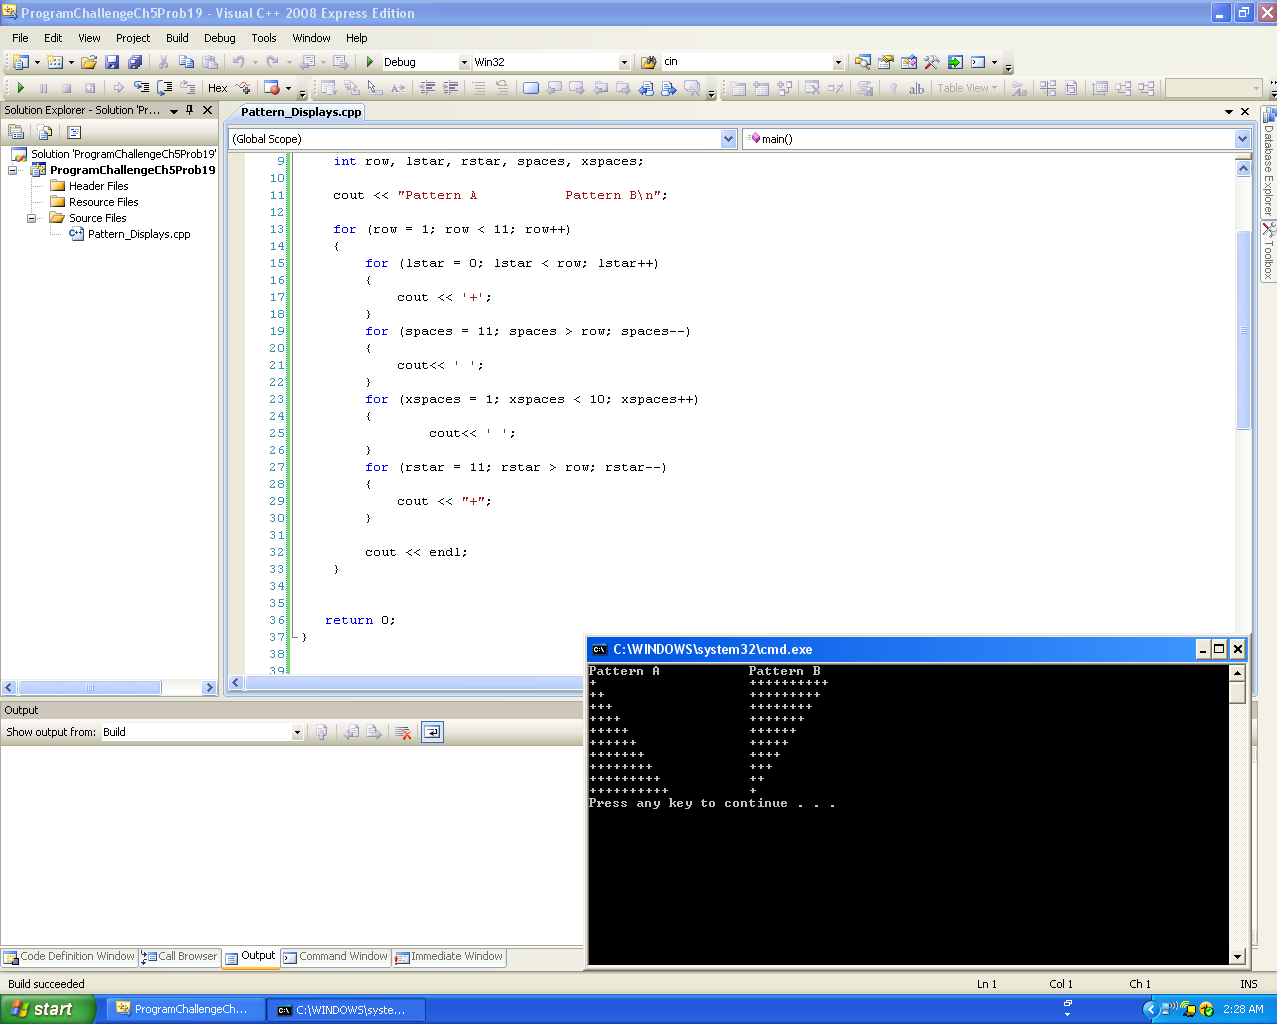 ProgramChallengeCh5Prob19 - Visual C++ 2008 Express Edition
File Edit View Project Build Debug Tools Window Help
Debug Win32 cin
Hex Table View
Solution Explorer - Solution 'Pr...
Solution 'ProgramChallengeCh5Prob19'
ProgramChallengeCh5Prob19
Header Files
Resource Files
Source Files
Pattern_Displays.cpp
Pattern_Displays.cpp
(Global Scope) main()
9 int row, lstar, rstar, spaces, xspaces;
10
11 cout << "Pattern A           Pattern B\n";
12
13 for (row = 1; row < 11; row++)
14 {
15 for (lstar = 0; lstar < row; lstar++)
16 {
17 cout << '+';
18 }
19 for (spaces = 11; spaces > row; spaces--)
20 {
21 cout<< ' ';
22 }
23 for (xspaces = 1; xspaces < 10; xspaces++)
24 {
25 cout<< ' ';
26 }
27 for (rstar = 11; rstar > row; rstar--)
28 {
29 cout << "+";
30 }
31
32 cout << endl;
33 }
34
35
36 return 0;
37 }
38
39
Database Explorer
Toolbox
C:\WINDOWS\system32\cmd.exe
Pattern A           Pattern B
+                   ++++++++++
++                  +++++++++
+++                 ++++++++
++++                +++++++
+++++               ++++++
++++++              +++++
+++++++             ++++
++++++++            +++
+++++++++           ++
++++++++++          +
Press any key to continue . . .
Output
Show output from: Build
Code Definition Window Call Browser Output Command Window Immediate Window
Build succeeded Ln 1 Col 1 Ch 1 INS
start ProgramChallengeCh... C:\WINDOWS\syste... 2:28 AM